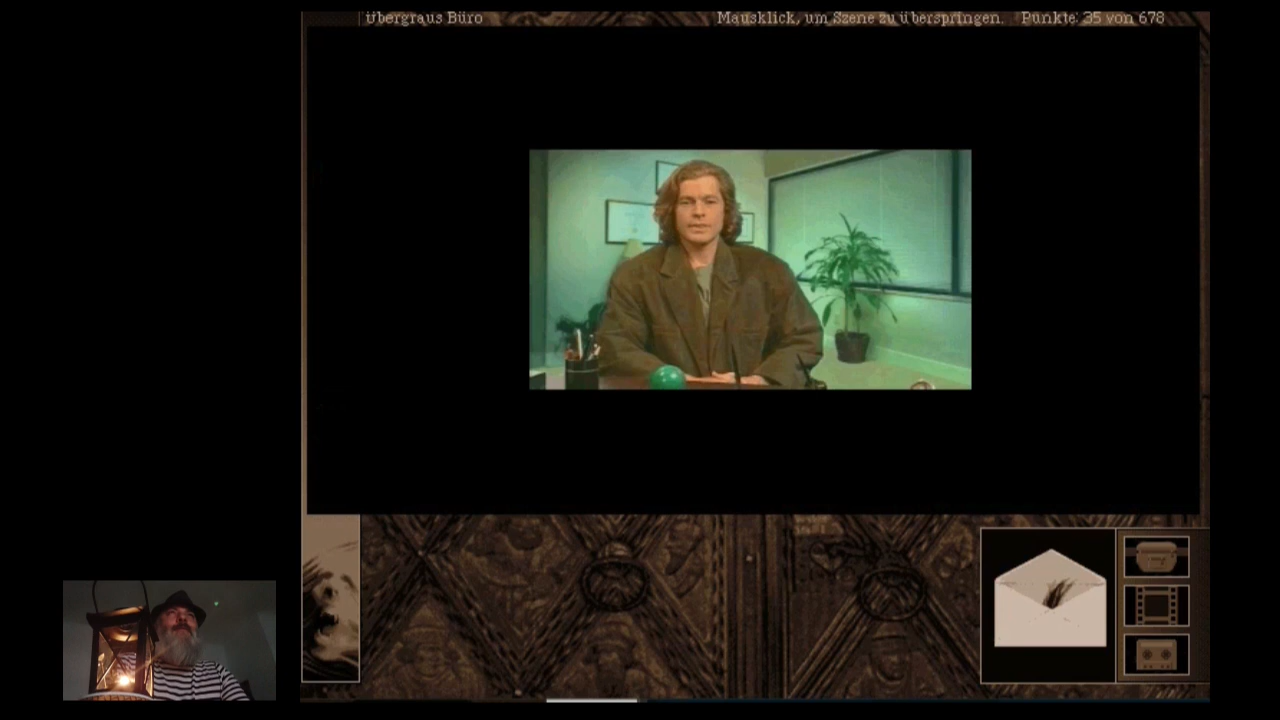 Übergraus Büro
Mausklick, um Szene zu überspringen.
Punkte: 35 von 678